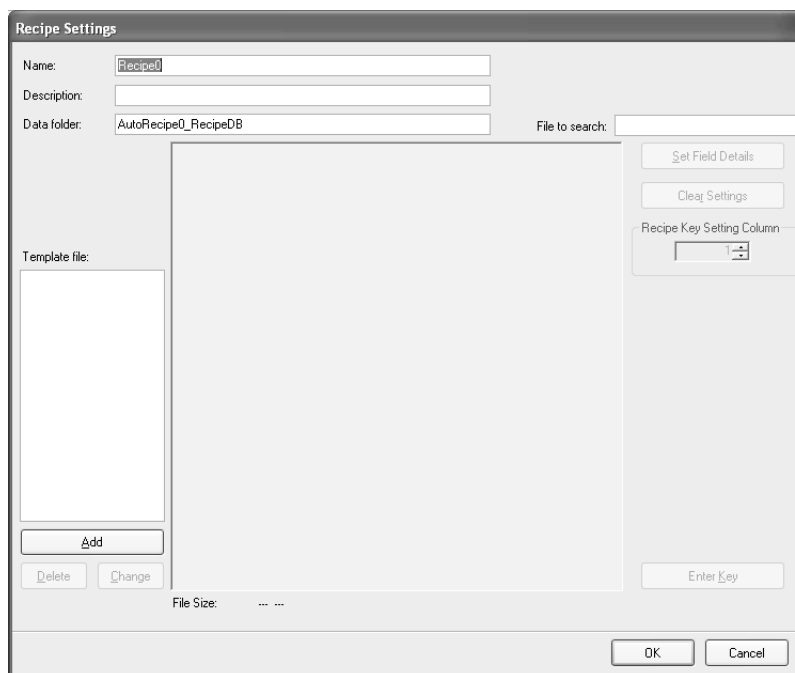 Recipe Settings
Name: Recipe0
Description:
Data folder: AutoRecipe0_RecipeDB File to search:
Set Field Details
Clear Settings
Recipe Key Setting Column
1
Template file:
Add
Delete Change
Enter Key
File Size: --- ---
OK Cancel